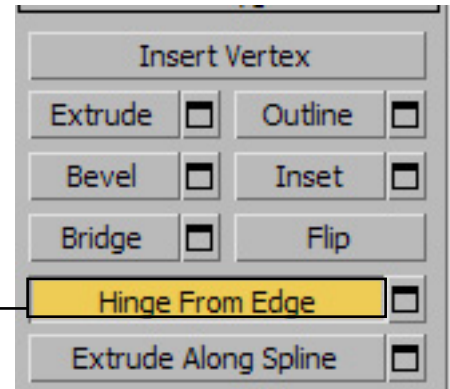 Insert Vertex
Extrude Outline
Bevel Inset
Bridge Flip
Hinge From Edge
Extrude Along Spline